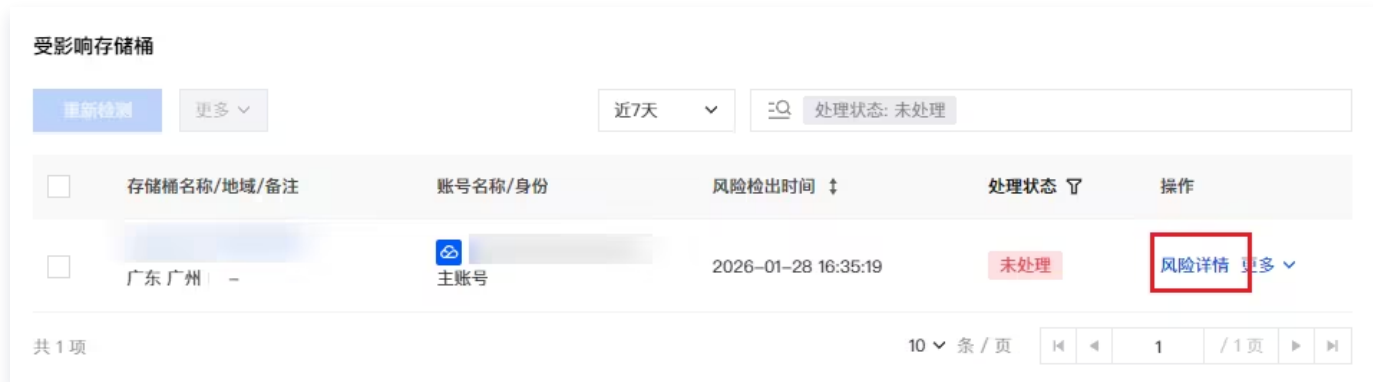 受影响存储桶
重新检测 更多 近7天 处理状态: 未处理
存储桶名称/地域/备注 账号名称/身份 风险检出时间 处理状态 操作
广东 广州 - 主账号 2026-01-28 16:35:19 未处理 风险详情 更多
共 1 项 10 条 / 页 1 / 1 页